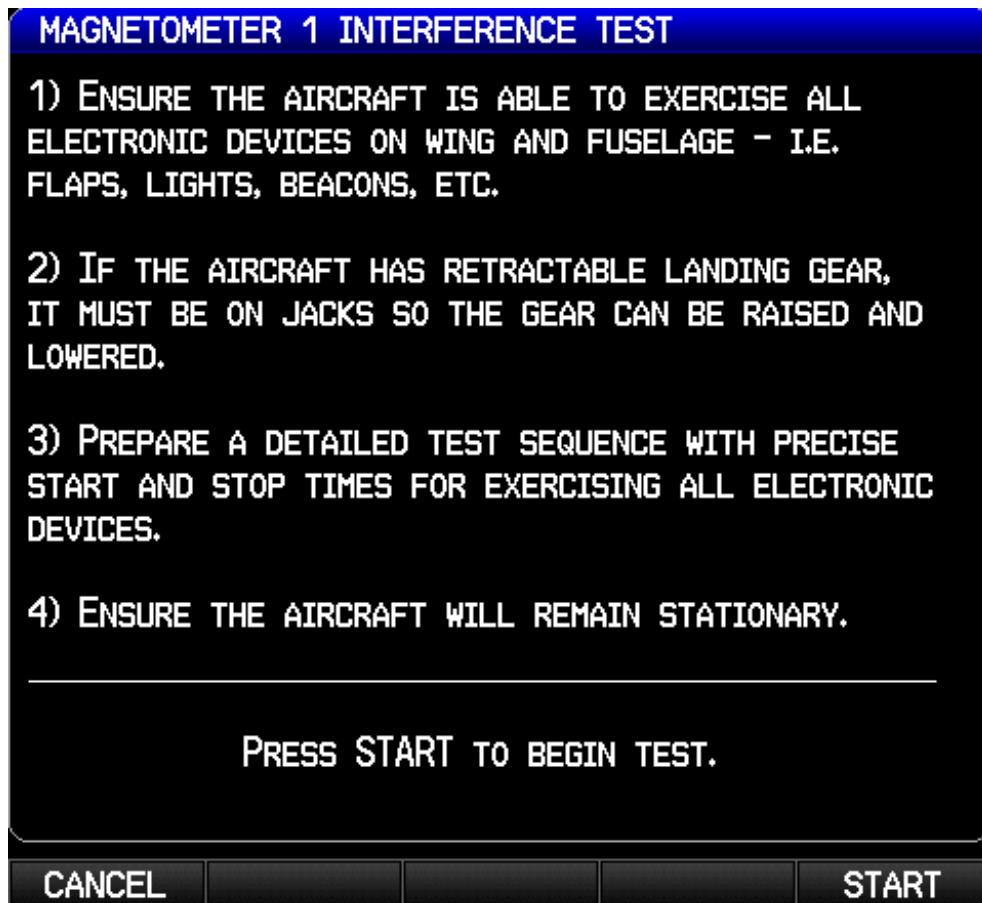 MAGNETOMETER 1 INTERFERENCE TEST
1) ENSURE THE AIRCRAFT IS ABLE TO EXERCISE ALL
ELECTRONIC DEVICES ON WING AND FUSELAGE – I.E.
FLAPS, LIGHTS, BEACONS, ETC.
2) IF THE AIRCRAFT HAS RETRACTABLE LANDING GEAR,
IT MUST BE ON JACKS SO THE GEAR CAN BE RAISED AND
LOWERED.
3) PREPARE A DETAILED TEST SEQUENCE WITH PRECISE
START AND STOP TIMES FOR EXERCISING ALL ELECTRONIC
DEVICES.
4) ENSURE THE AIRCRAFT WILL REMAIN STATIONARY.
PRESS START TO BEGIN TEST.
CANCEL START